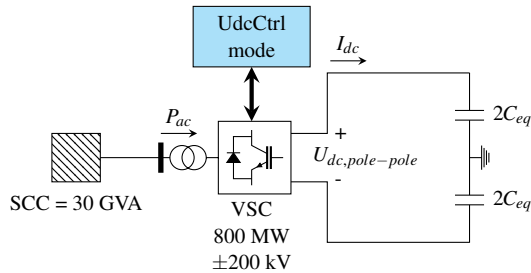 UdcCtrl
mode
I_dc
P_ac
2C_eq
+
U_dc,pole−pole
-
2C_eq
SCC = 30 GVA
VSC
800 MW
±200 kV